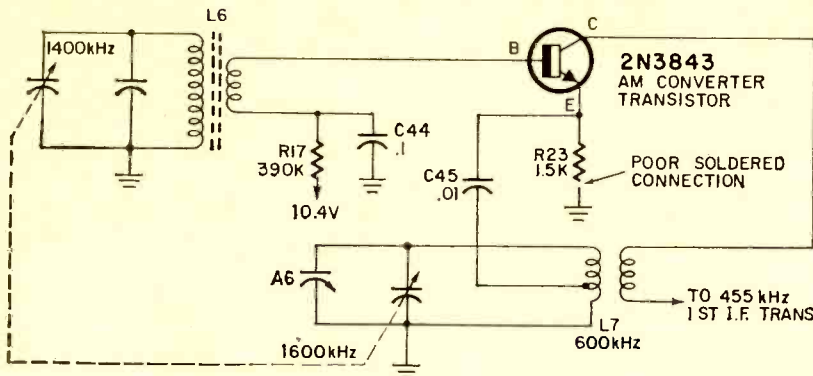 L6
1400kHz
B
C
E
2N3843
AM CONVERTER
TRANSISTOR
R17
390K
10.4V
C44
.1
C45
.01
R23
1.5K
POOR SOLDERED
CONNECTION
A6
1600kHz
L7
600kHz
TO 455 kHz
1 ST I.F. TRANS